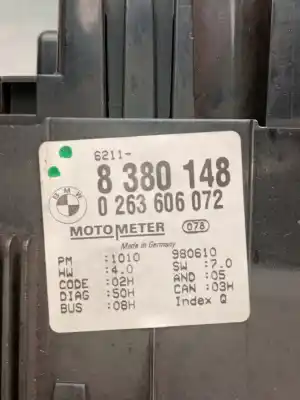 6211-
8 380 148
BMW
0 263 606 072
MOTOMETER 078
Made in Germany
PM :1010 980610
HW :4.0 SW :7.0
CODE :02H AND :05
DIAG :50H CAN :03H
BUS :08H Index Q